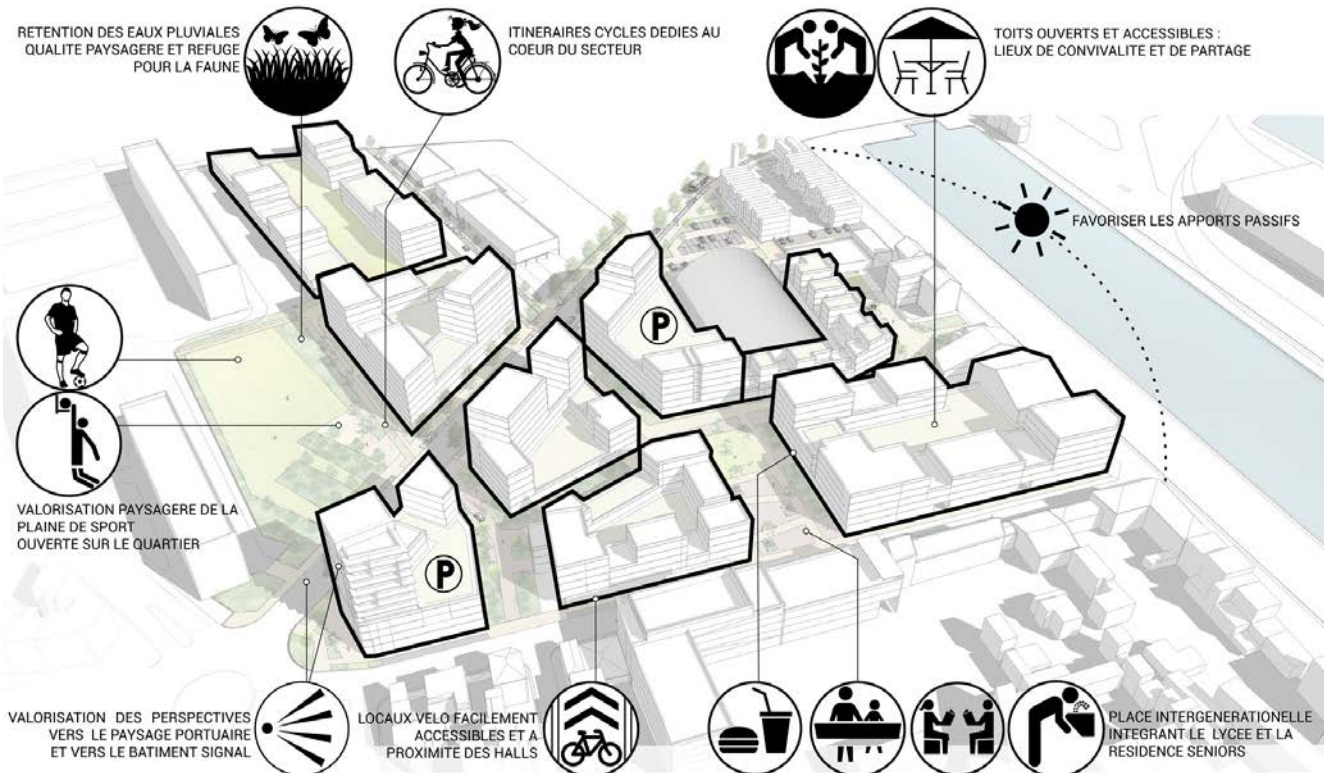 RETENTION DES EAUX PLUVIALES
QUALITE PAYSAGERE ET REFUGE
POUR LA FAUNE
ITINERAIRES CYCLES DEDIES AU
COEUR DU SECTEUR
TOITS OUVERTS ET ACCESSIBLES :
LIEUX DE CONVIVALITE ET DE PARTAGE
FAVORISER LES APPORTS PASSIFS
P
VALORISATION PAYSAGERE DE LA
PLAINE DE SPORT
OUVERTE SUR LE QUARTIER
P
VALORISATION DES PERSPECTIVES
VERS LE PAYSAGE PORTUAIRE
ET VERS LE BATIMENT SIGNAL
LOCAUX VELO FACILEMENT
ACCESSIBLES ET A
PROXIMITE DES HALLS
PLACE INTERGENERATIONELLE
INTEGRANT LE LYCEE ET LA
RESIDENCE SENIORS